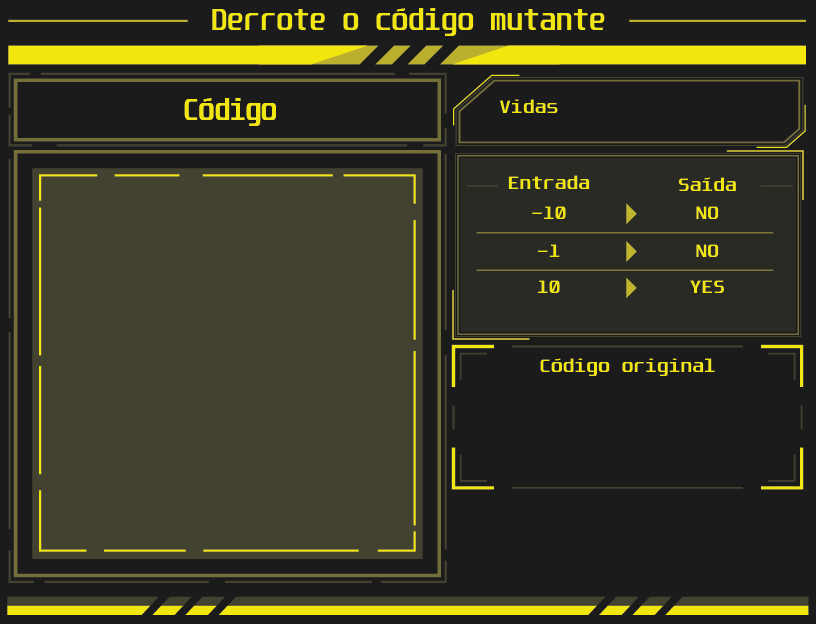 Derrote o código mutante
Código
Vidas
Entrada Saída
-10 NO
-1 NO
10 YES
Código original